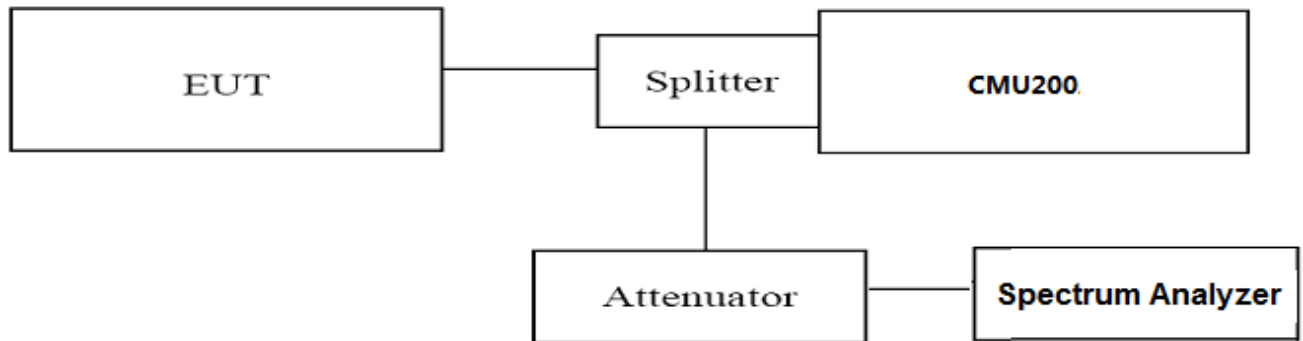 EUT
Splitter
CMU200.
Attenuator
Spectrum Analyzer